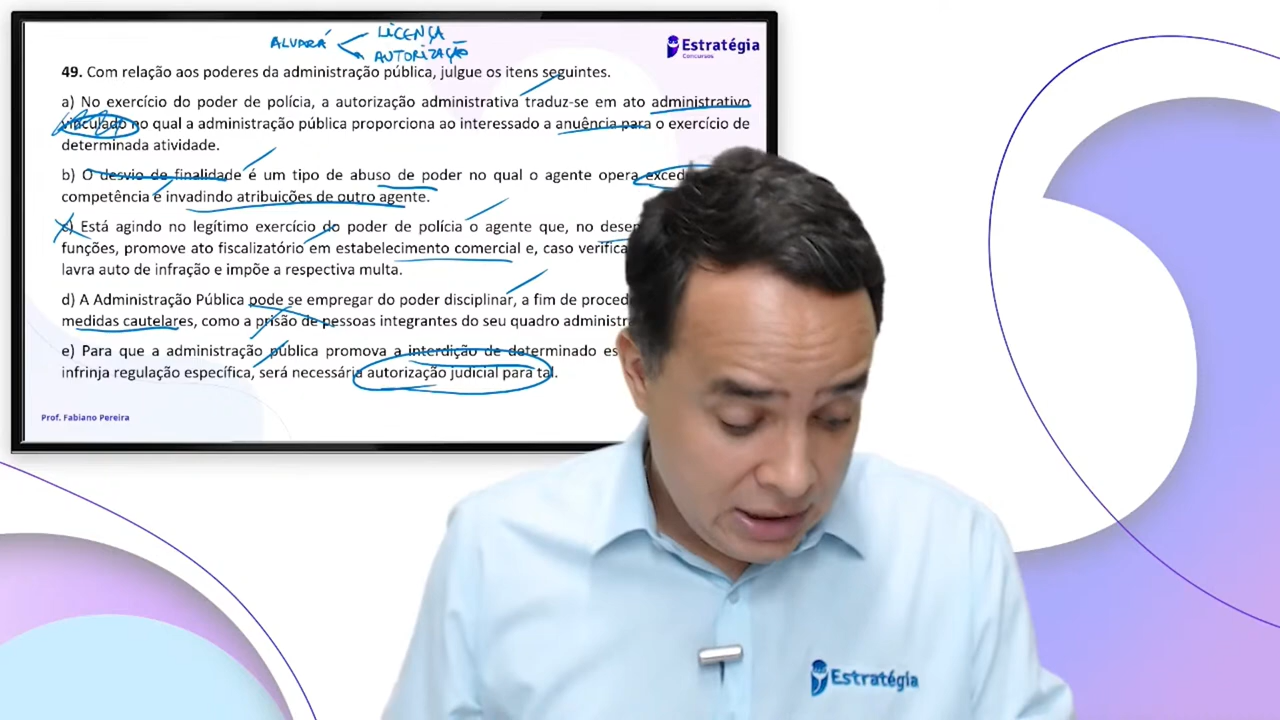 ALVARÁ
LICENÇA
AUTORIZAÇÃO
Estratégia
Concursos
49. Com relação aos poderes da administração pública, julgue os itens seguintes.
a) No exercício do poder de polícia, a autorização administrativa traduz-se em ato administrativo
vinculado no qual a administração pública proporciona ao interessado a anuência para o exercício de
determinada atividade.
b) O desvio de finalidade é um tipo de abuso de poder no qual o agente opera
competência e invadindo atribuições de outro agente.
c) Está agindo no legítimo exercício do poder de polícia o agente que, no
funções, promove ato fiscalizatório em estabelecimento comercial e, caso
lavra auto de infração e impõe a respectiva multa.
d) A Administração Pública pode se empregar do poder disciplinar, a fim de
medidas cautelares, como a prisão de pessoas integrantes do seu quadro
e) Para que a administração pública promova a interdição de determinado
infrinja regulação específica, será necessária autorização judicial para tal.
Prof. Fabiano Pereira
Estratégia